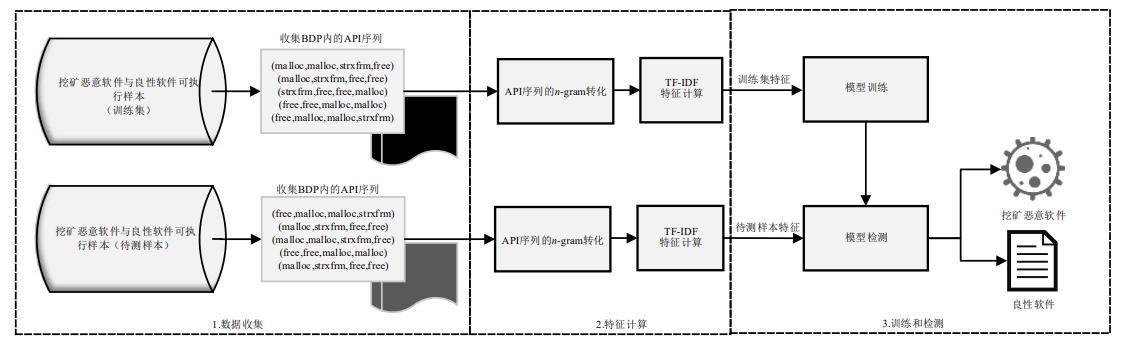 收集BDP内的API序列
挖矿恶意软件与良性软件可执
行样本
（训练集）
(malloc,malloc,strxfrm,free)
(malloc,strxfrm,free,free)
(strxfrm,free,free,malloc)
(free,free,malloc,malloc)
(free,malloc,malloc,strxfrm)
API序列的n-gram转化
TF-IDF
特征计算
训练集特征
模型训练
收集BDP内的API序列
挖矿恶意软件与良性软件可执
行样本（待测样本）
(free,malloc,malloc,strxfrm)
(malloc,strxfrm,free,free)
(malloc,malloc,strxfrm,free)
(free,free,malloc,malloc)
(malloc,strxfrm,free,free)
API序列的n-gram转化
TF-IDF
特征计算
待测样本特征
模型检测
挖矿恶意软件
良性软件
1.数据收集
2.特征计算
3.训练和检测